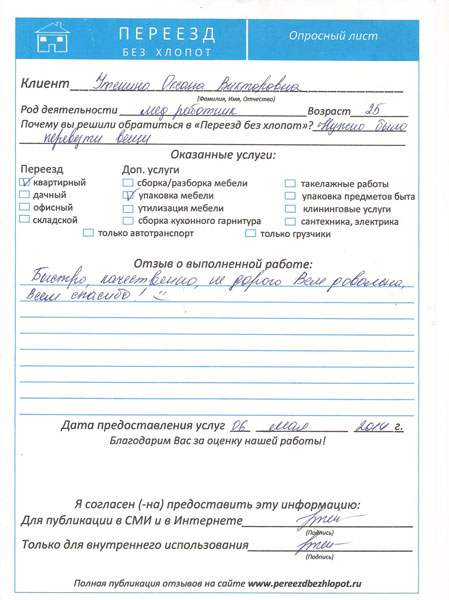 ПЕРЕЕЗД
БЕЗ ХЛОПОТ
Опросный лист
Клиент Утешина Оксана Викторовна
(Фамилия, Имя, Отчество)
Род деятельности мед работник Возраст 25
Почему вы решили обратиться в «Переезд без хлопот»? Нужно было
перевезти вещи
Оказанные услуги:
Переезд Доп. услуги
квартирный сборка/разборка мебели такелажные работы
дачный упаковка мебели упаковка предметов быта
офисный утилизация мебели клининговые услуги
складской сборка кухонного гарнитура сантехника, электрика
только автотранспорт только грузчики
Отзыв о выполненной работе:
Быстро, качественно, не дорого Всем довольна,
Всем спасибо!
Дата предоставления услуг 06 мая 2014 г.
Благодарим Вас за оценку нашей работы!
Я согласен (-на) предоставить эту информацию:
Для публикации в СМИ и в Интернете
(Подпись)
Только для внутреннего использования
(Подпись)
Полная публикация отзывов на сайте www.pereezdbezhlopot.ru